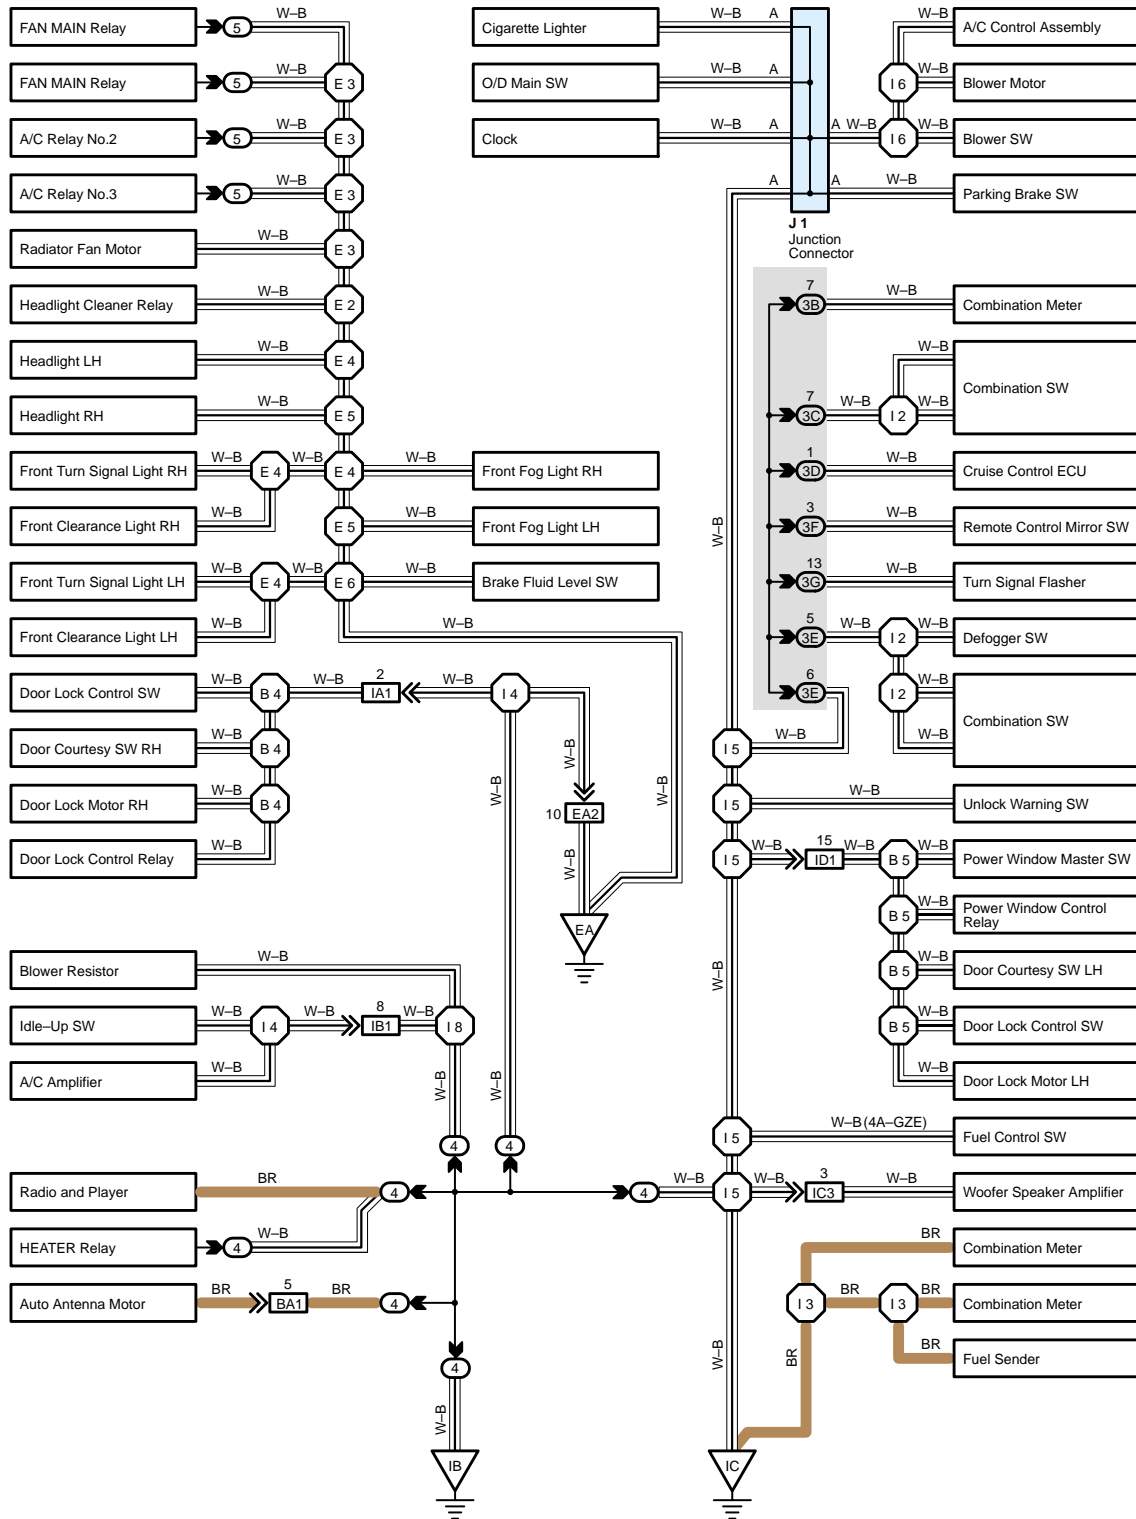 FAN MAIN Relay 5 W–B Cigarette Lighter W–B A W–B A/C Control Assembly
FAN MAIN Relay 5 W–B E 3 O/D Main SW W–B A I 6 W–B Blower Motor
A/C Relay No.2 5 W–B E 3 Clock W–B A A W–B I 6 W–B Blower SW
A/C Relay No.3 5 W–B E 3 A A W–B Parking Brake SW
J 1
Junction
Connector
Radiator Fan Motor W–B E 3
Headlight Cleaner Relay W–B E 2 7 3B W–B Combination Meter
Headlight LH W–B E 4 W–B Combination SW
Headlight RH W–B E 5 7 3C W–B I 2 W–B
Front Turn Signal Light RH W–B E 4 W–B E 4 W–B Front Fog Light RH 1 3D W–B Cruise Control ECU
Front Clearance Light RH W–B E 5 W–B Front Fog Light LH W–B 3 3F W–B Remote Control Mirror SW
Front Turn Signal Light LH W–B E 4 W–B E 6 W–B Brake Fluid Level SW 13 3G W–B Turn Signal Flasher
Front Clearance Light LH W–B W–B 5 3E W–B I 2 W–B Defogger SW
Door Lock Control SW W–B B 4 W–B 2 IA1 W–B I 4 6 3E I 2 W–B Combination SW
Door Courtesy SW RH W–B B 4 W–B I 5 W–B W–B
Door Lock Motor RH W–B B 4 W–B W–B 10 EA2 I 5 W–B Unlock Warning SW
Door Lock Control Relay W–B W–B I 5 W–B 15 ID1 W–B B 5 W–B Power Window Master SW
EA B 5 W–B Power Window Control
Relay
Blower Resistor W–B W–B B 5 W–B Door Courtesy SW LH
Idle–Up SW W–B I 4 W–B 8 IB1 W–B I 8 B 5 W–B Door Lock Control SW
A/C Amplifier W–B W–B W–B W–B Door Lock Motor LH
4 4 I 5 W–B (4A–GZE) Fuel Control SW
Radio and Player BR 4 4 W–B I 5 W–B 3 IC3 W–B Woofer Speaker Amplifier
HEATER Relay 4 W–B BR Combination Meter
Auto Antenna Motor BR 5 BA1 BR 4 I 3 BR I 3 BR Combination Meter
4 W–B BR BR Fuel Sender
W–B
IB IC